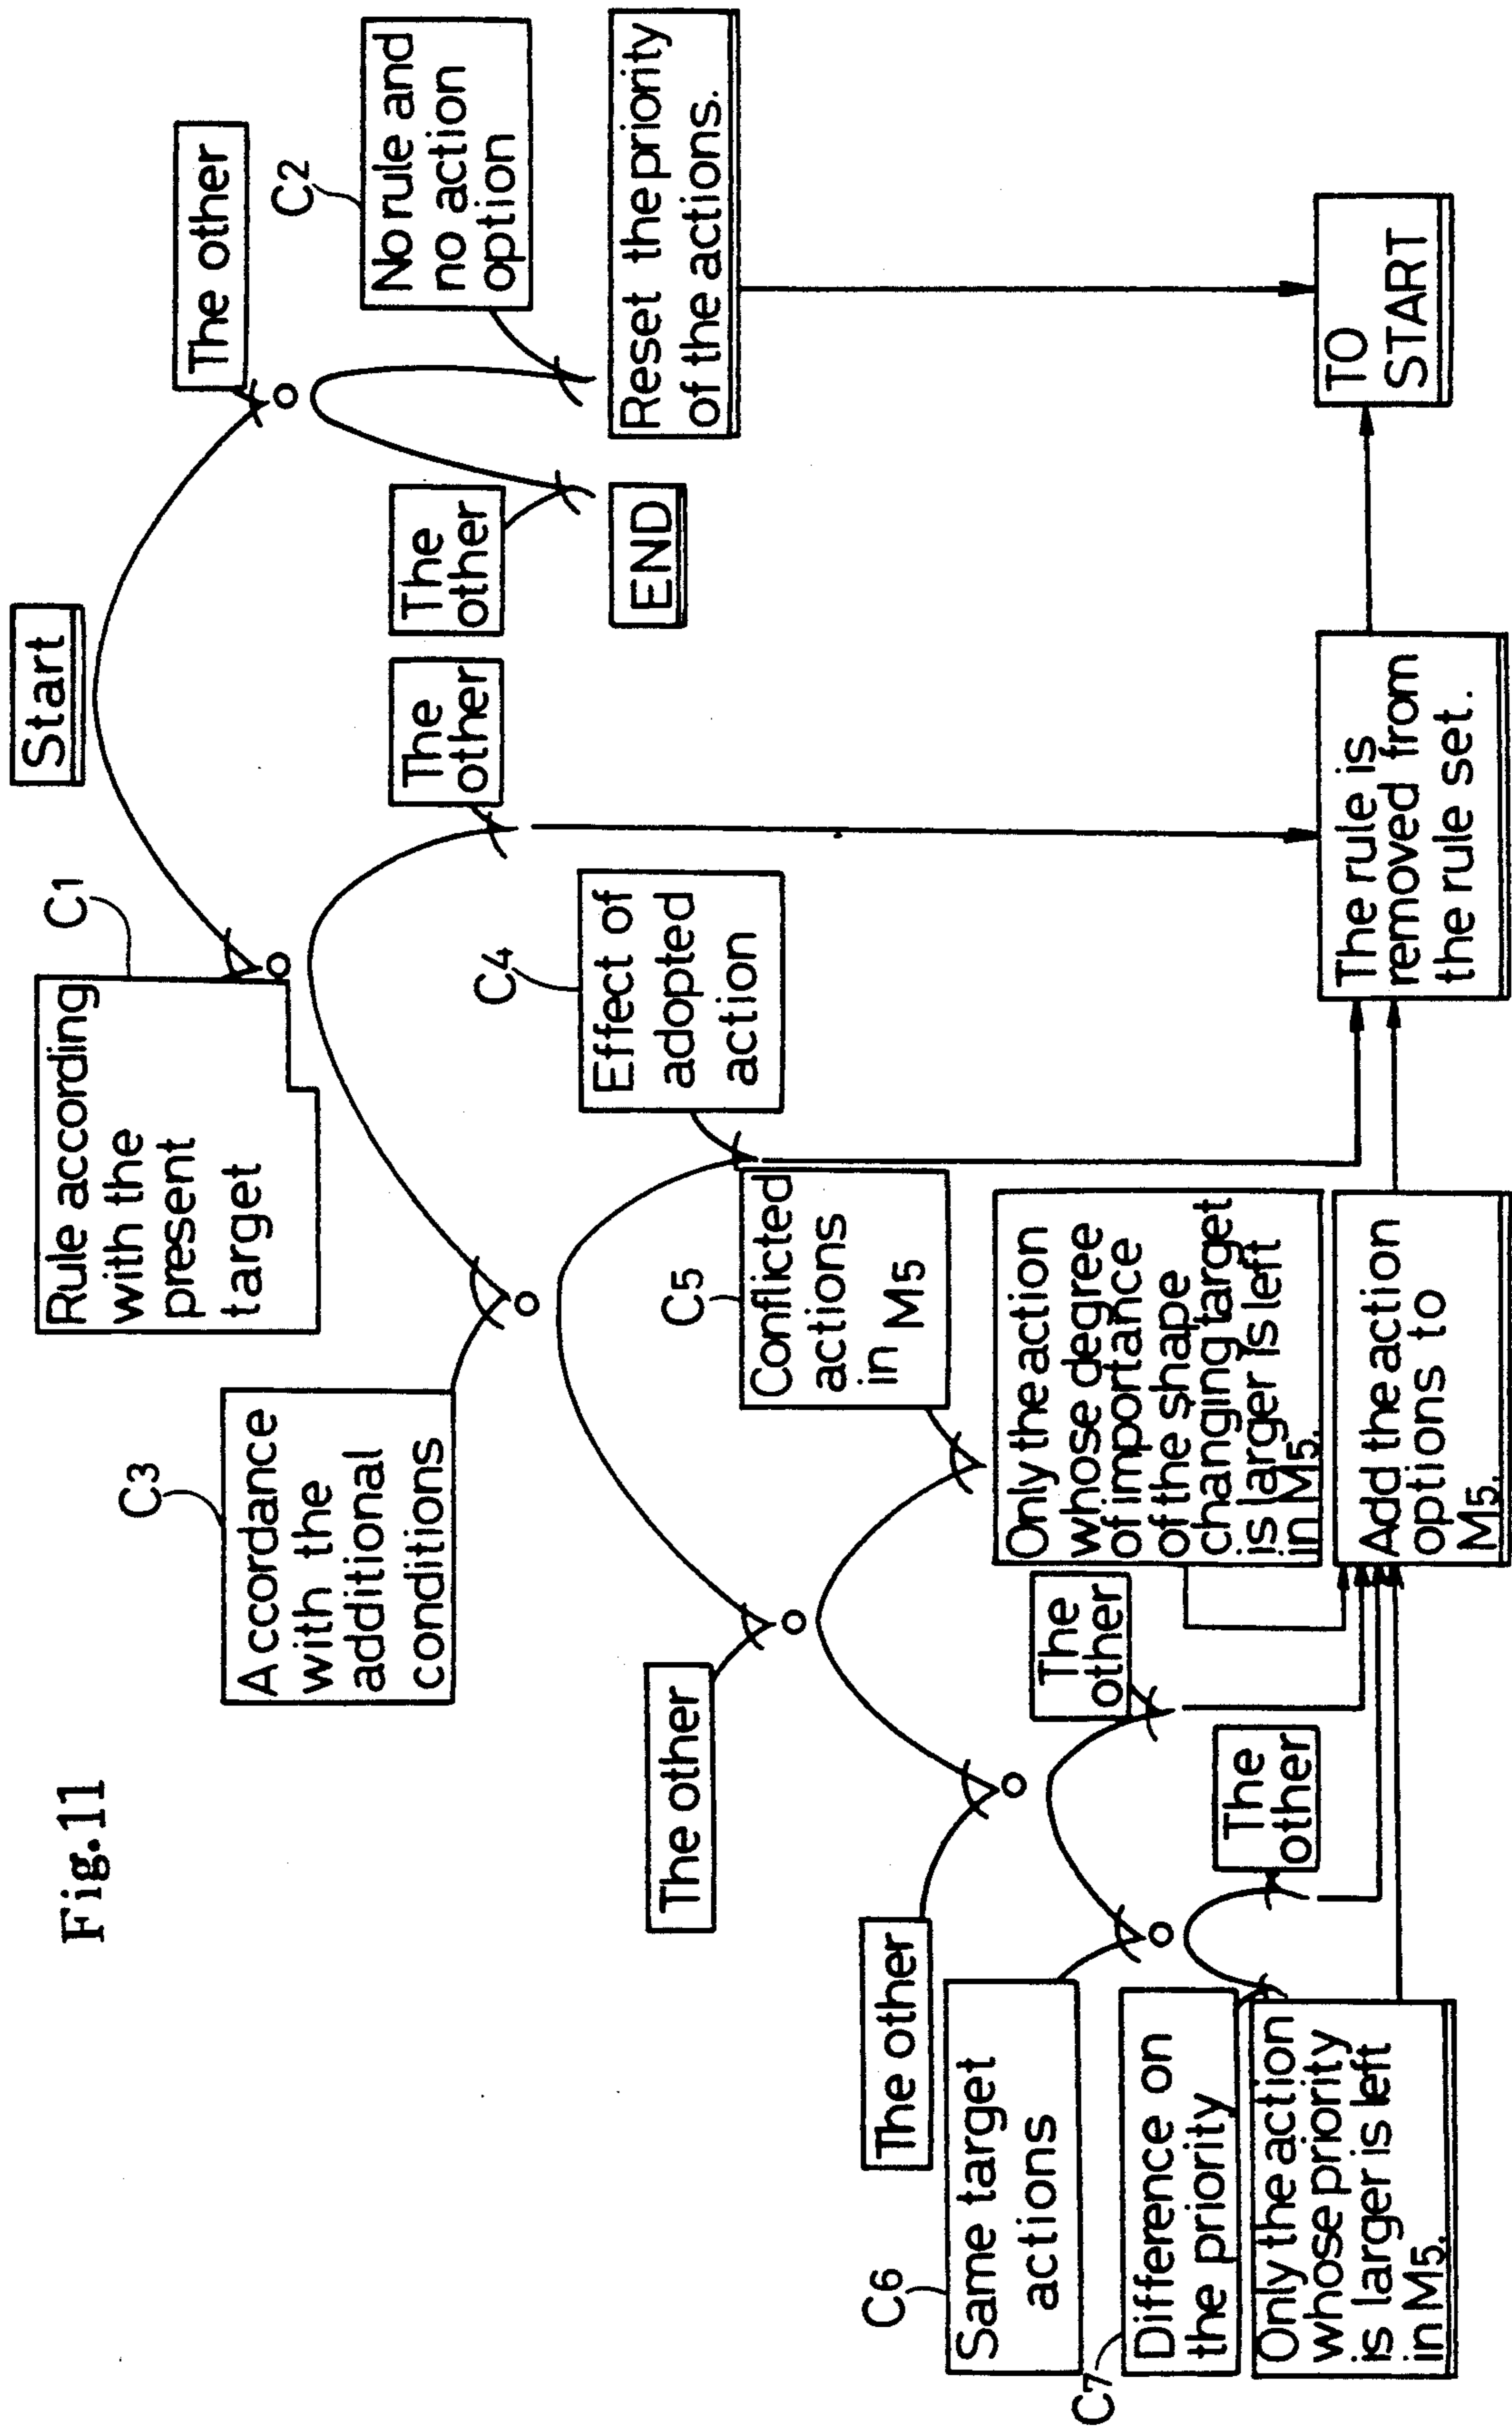 Fig.11
Start
C1
Rule according
with the
present
target
The other
C2
No rule and
no action
option
C3
Accordance
with the
additional
conditions
The
other
The
other
END
Reset the priority
of the actions.
C4
Effect of
adopted
action
The other
C5
Conflicted
actions
in M5
The other
C6
Same target
actions
The
other
Only the action
whose degree
of importance
of the shape
changing target
is larger is left
in M5.
C7
Difference on
the priority
The
other
Only the action
whose priority
is larger is left
in M5.
Add the action
options to
M5.
The rule is
removed from
the rule set.
TO
START